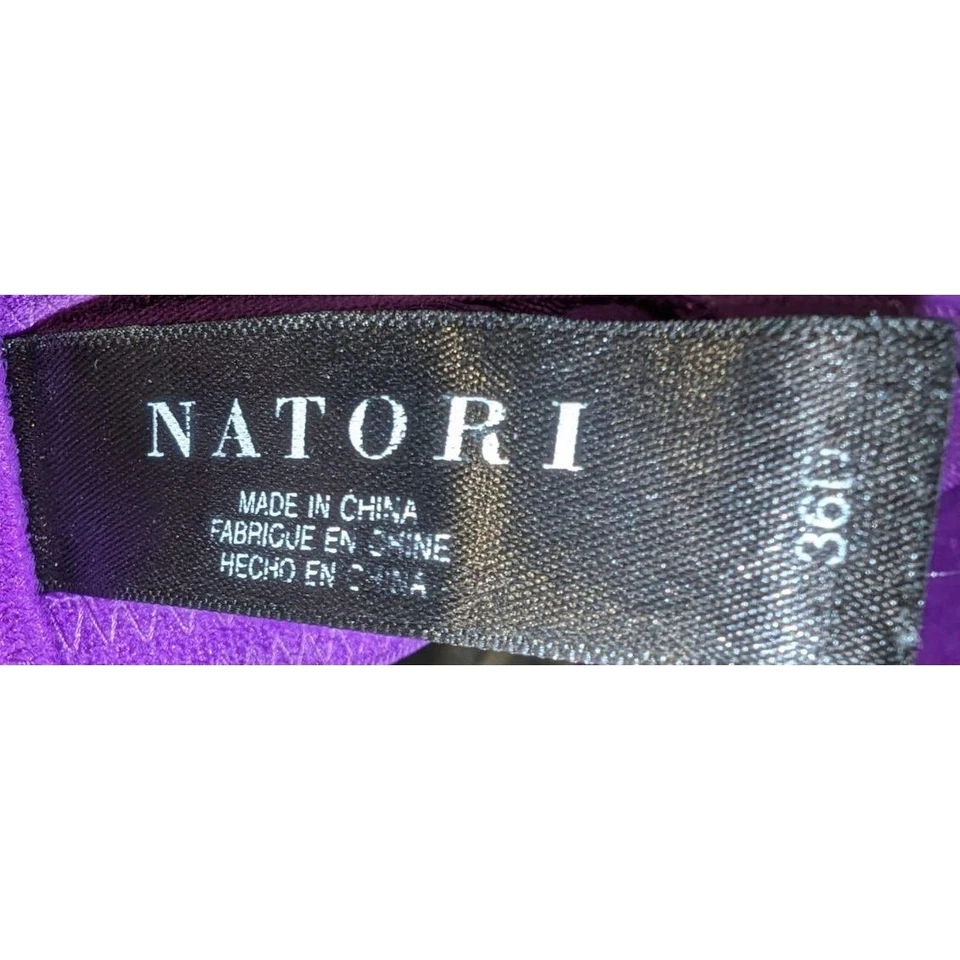 NATORI
MADE IN CHINA
FABRIQUE EN CHINE
HECHO EN CHINA
36D